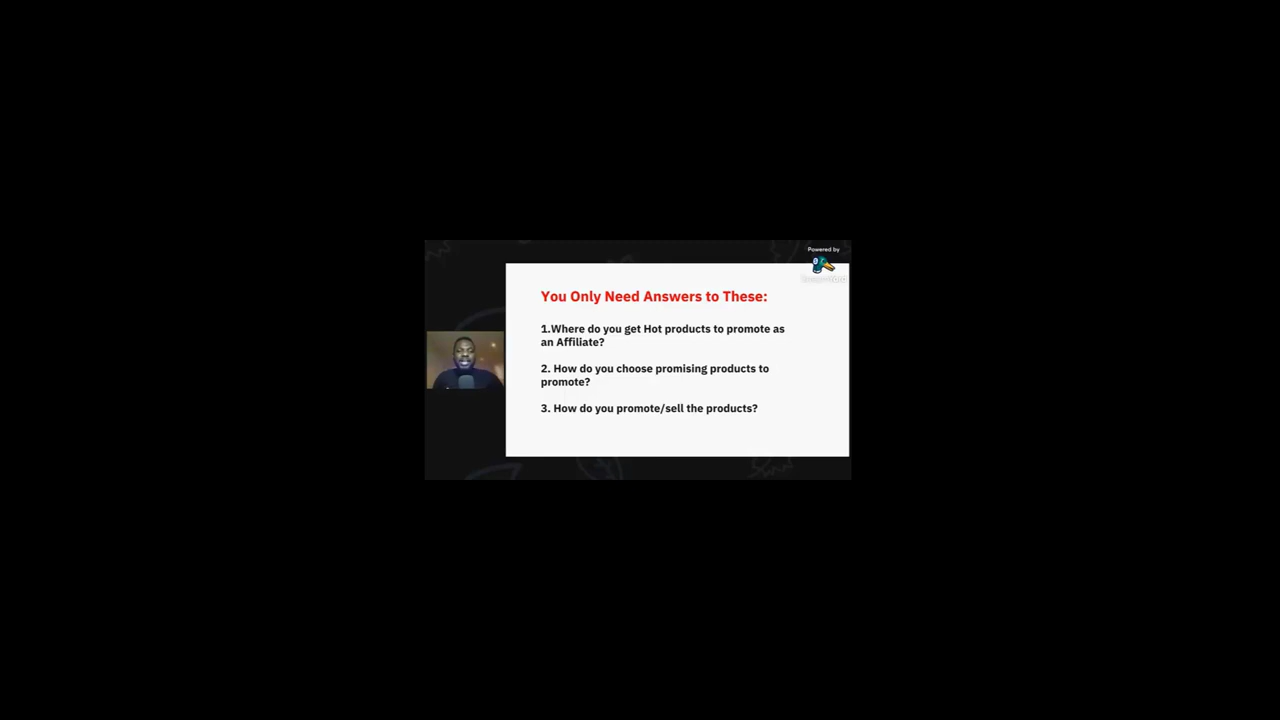 Powered by
You Only Need Answers to These:
1.Where do you get Hot products to promote as
an Affiliate?
2. How do you choose promising products to
promote?
3. How do you promote/sell the products?